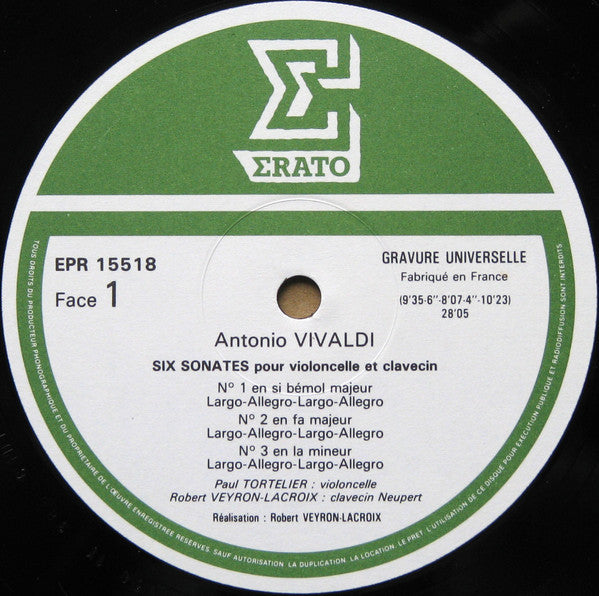 ΣRATO
EPR 15518
Face 1
GRAVURE UNIVERSELLE
Fabriqué en France
(9'35-6"-8'07-4"-10'23)
28'05
Antonio VIVALDI
SIX SONATES pour violoncelle et clavecin
Nº 1 en si bémol majeur
Largo-Allegro-Largo-Allegro
Nº 2 en fa majeur
Largo-Allegro-Largo-Allegro
Nº 3 en la mineur
Largo-Allegro-Largo-Allegro
Paul TORTELIER : violoncelle
Robert VEYRON-LACROIX : clavecin Neupert
Réalisation : Robert VEYRON-LACROIX
TOUS DROITS DU PRODUCTEUR PHONOGRAPHIQUE ET DU PROPRIETAIRE DE L'ŒUVRE ENREGISTREE RESERVES. SAUF AUTORISATION. LA DUPLICATION. LA LOCATION. LE PRET. L'UTILISATION DE CE DISQUE POUR EXECUTION PUBLIQUE ET RADIODIFFUSION SONT INTERDITS